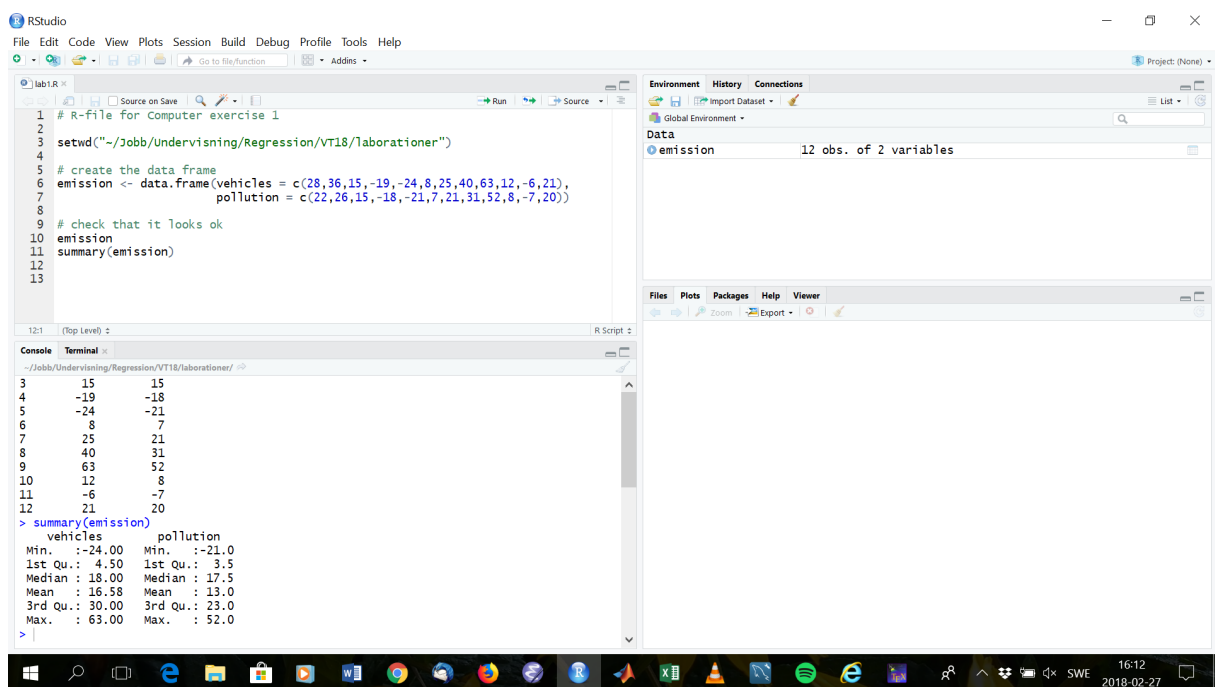 RStudio
File Edit Code View Plots Session Build Debug Profile Tools Help
Go to file/function Addins
Project: (None)
lab1.R
Source on Save Run Source
1 # R-file for Computer exercise 1
2
3 setwd("~/Jobb/Undervisning/Regression/VT18/laborationer")
4
5 # create the data frame
6 emission <- data.frame(vehicles = c(28,36,15,-19,-24,8,25,40,63,12,-6,21),
7 pollution = c(22,26,15,-18,-21,7,21,31,52,8,-7,20))
8
9 # check that it looks ok
10 emission
11 summary(emission)
12
13
12:1 (Top Level) R Script
Console Terminal
~/Jobb/Undervisning/Regression/VT18/laborationer/
3 15 15
4 -19 -18
5 -24 -21
6 8 7
7 25 21
8 40 31
9 63 52
10 12 8
11 -6 -7
12 21 20
> summary(emission)
vehicles pollution
Min. :-24.00 Min. :-21.0
1st Qu.: 4.50 1st Qu.: 3.5
Median : 18.00 Median : 17.5
Mean : 16.58 Mean : 13.0
3rd Qu.: 30.00 3rd Qu.: 23.0
Max. : 63.00 Max. : 52.0
>
Environment History Connections
Import Dataset List
Global Environment
Data
emission 12 obs. of 2 variables
Files Plots Packages Help Viewer
Zoom Export
SWE
16:12
2018-02-27